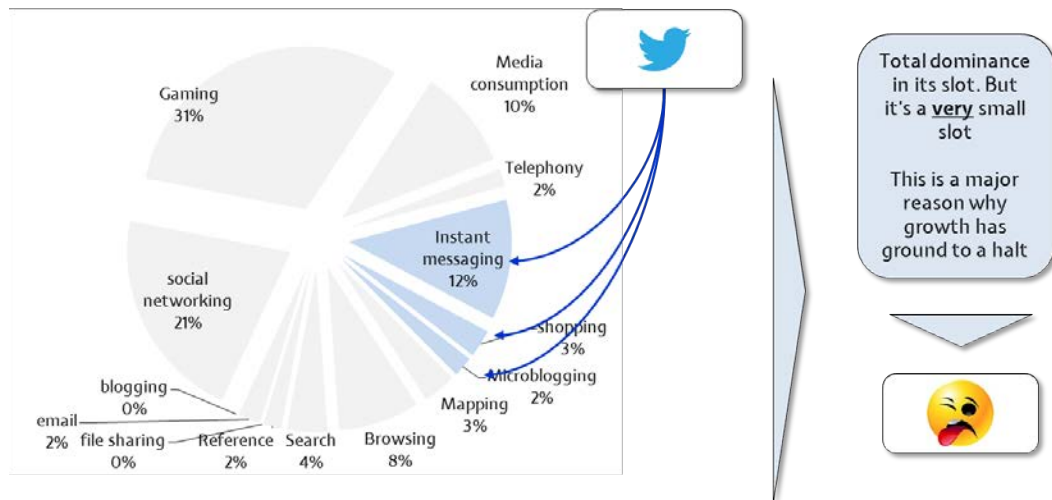 Gaming
31%
Media
consumption
10%
Telephony
2%
Instant
messaging
12%
shopping
3%
Microblogging
2%
Mapping
3%
Browsing
8%
Search
4%
Reference
2%
file sharing
0%
email
2%
blogging
0%
social
networking
21%
Total dominance
in its slot. But
it's a very small
slot
This is a major
reason why
growth has
ground to a halt